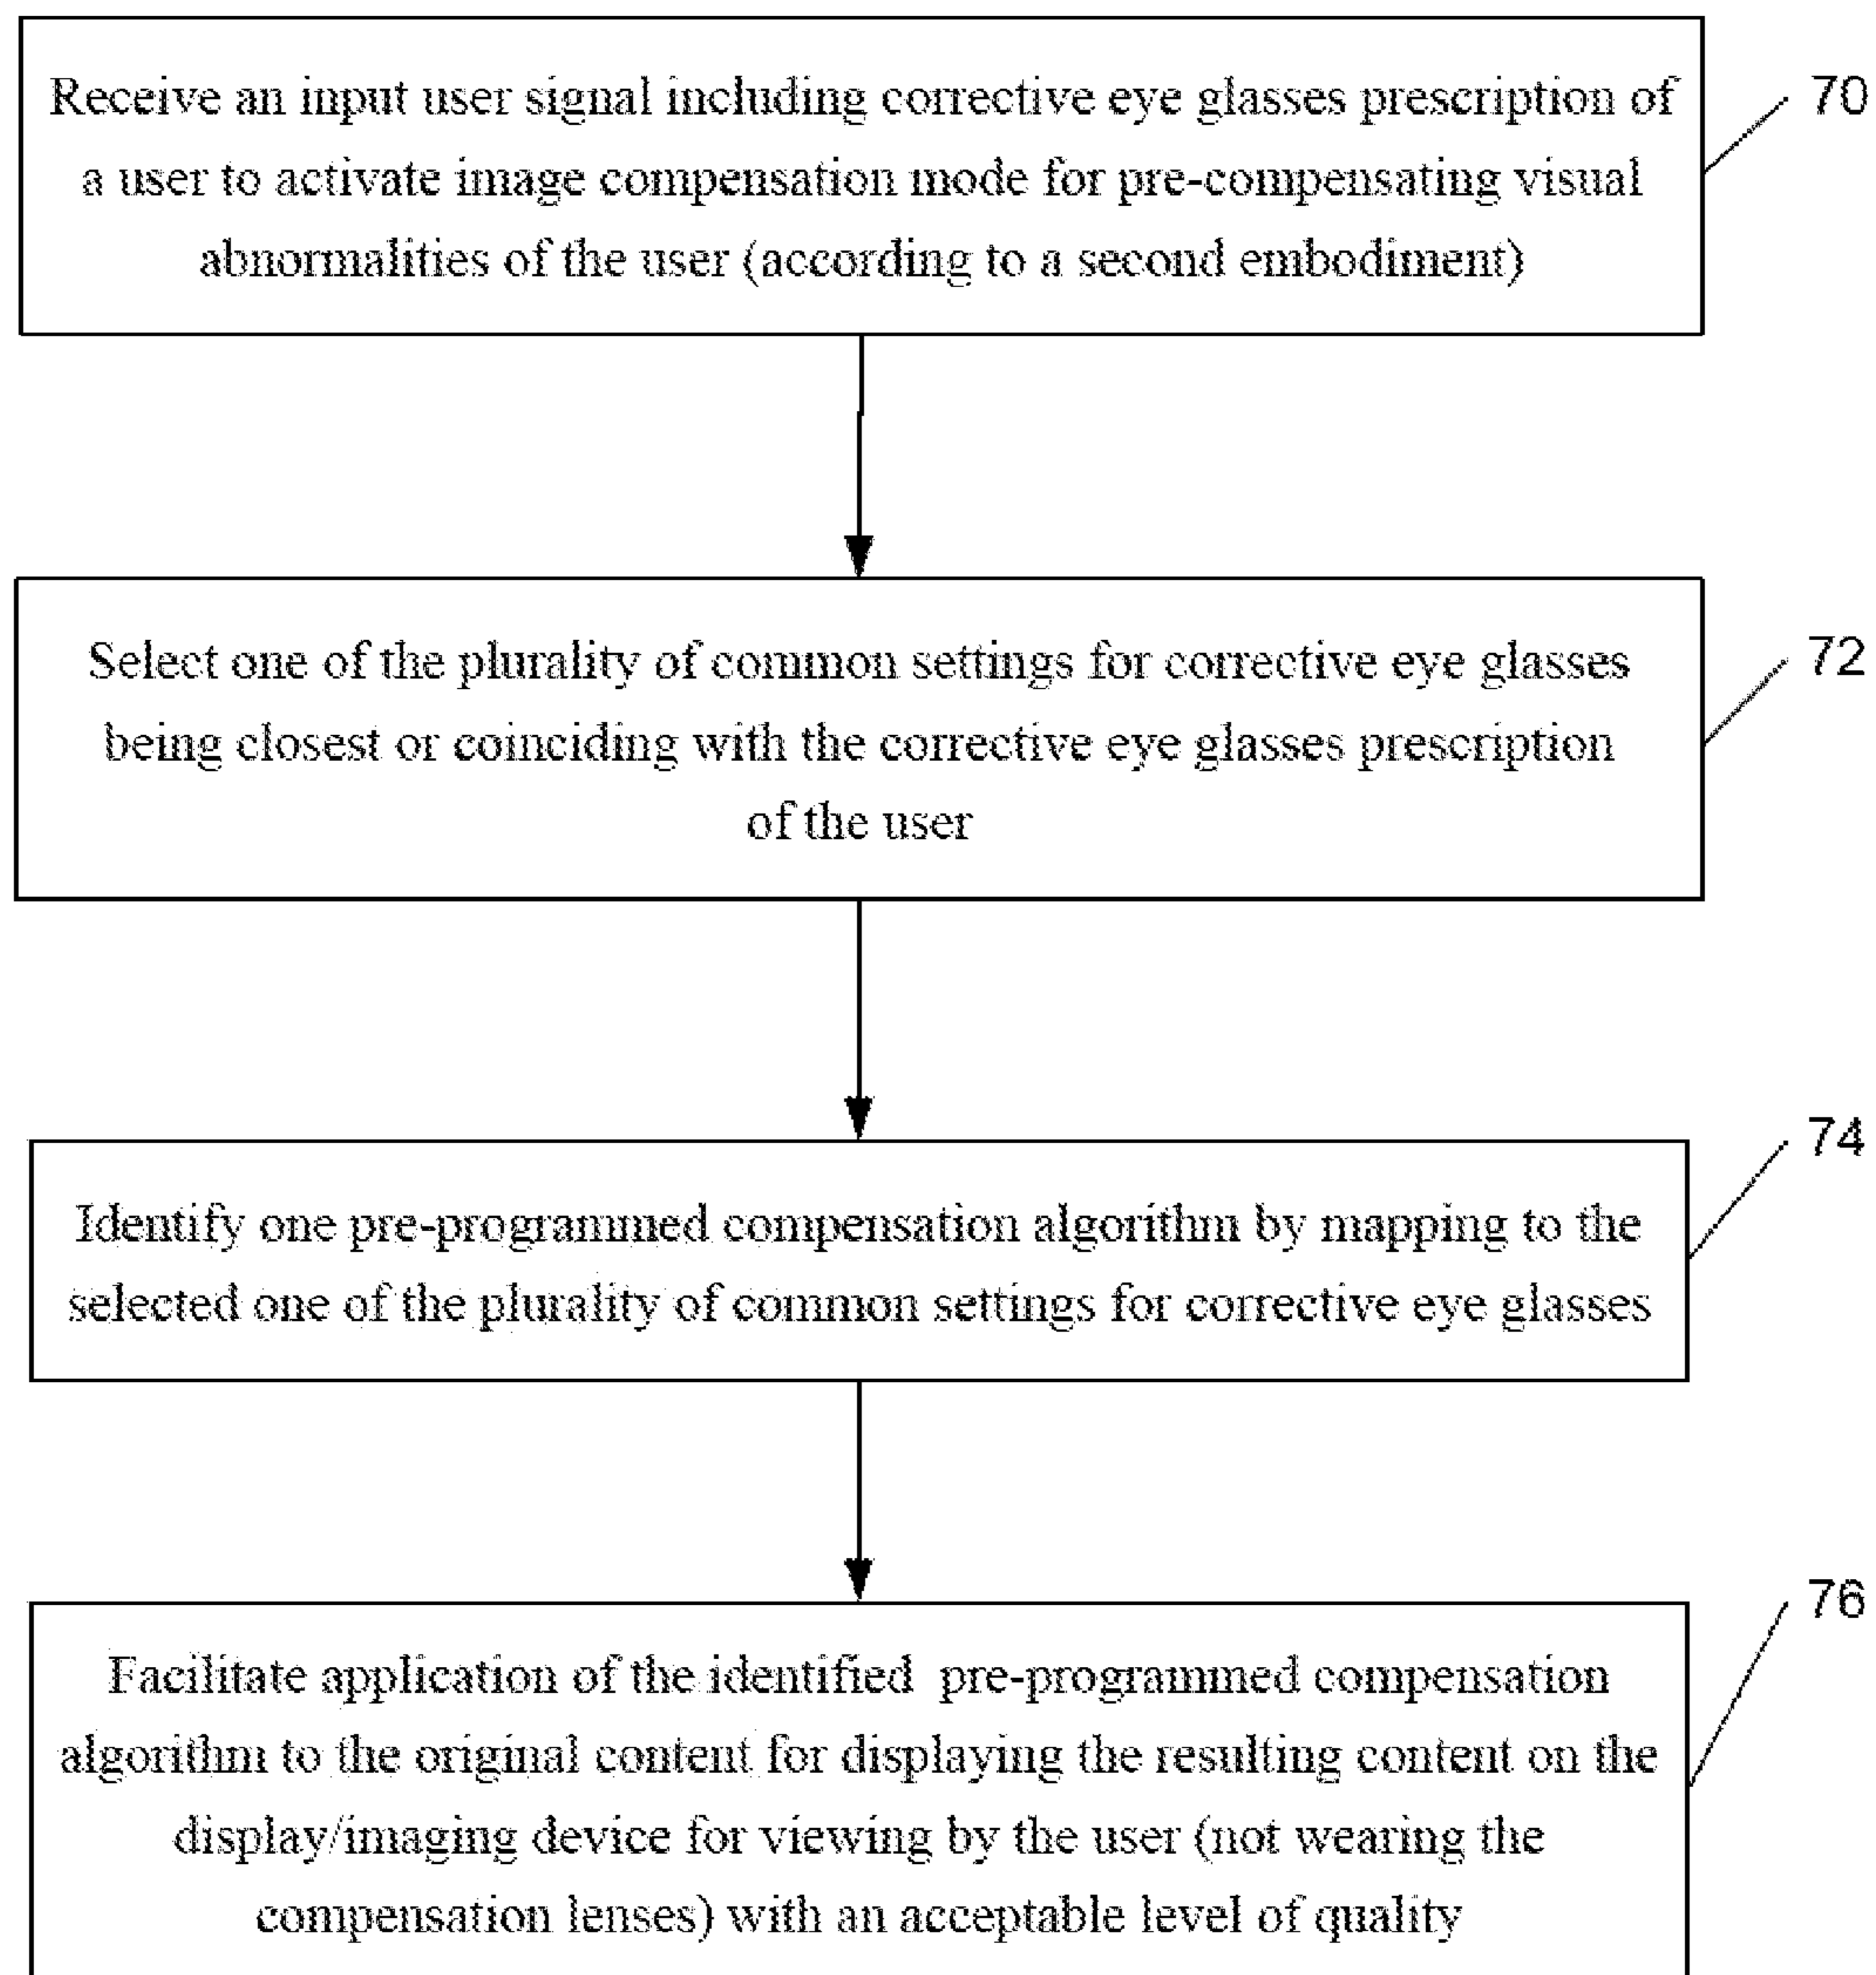 Receive an input user signal including corrective eye glasses prescription of
a user to activate image compensation mode for pre-compensating visual
abnormalities of the user (according to a second embodiment)
70
Select one of the plurality of common settings for corrective eye glasses
being closest or coinciding with the corrective eye glasses prescription
of the user
72
Identify one pre-programmed compensation algorithm by mapping to the
selected one of the plurality of common settings for corrective eye glasses
74
Facilitate application of the identified pre-programmed compensation
algorithm to the original content for displaying the resulting content on the
display/imaging device for viewing by the user (not wearing the
compensation lenses) with an acceptable level of quality
76